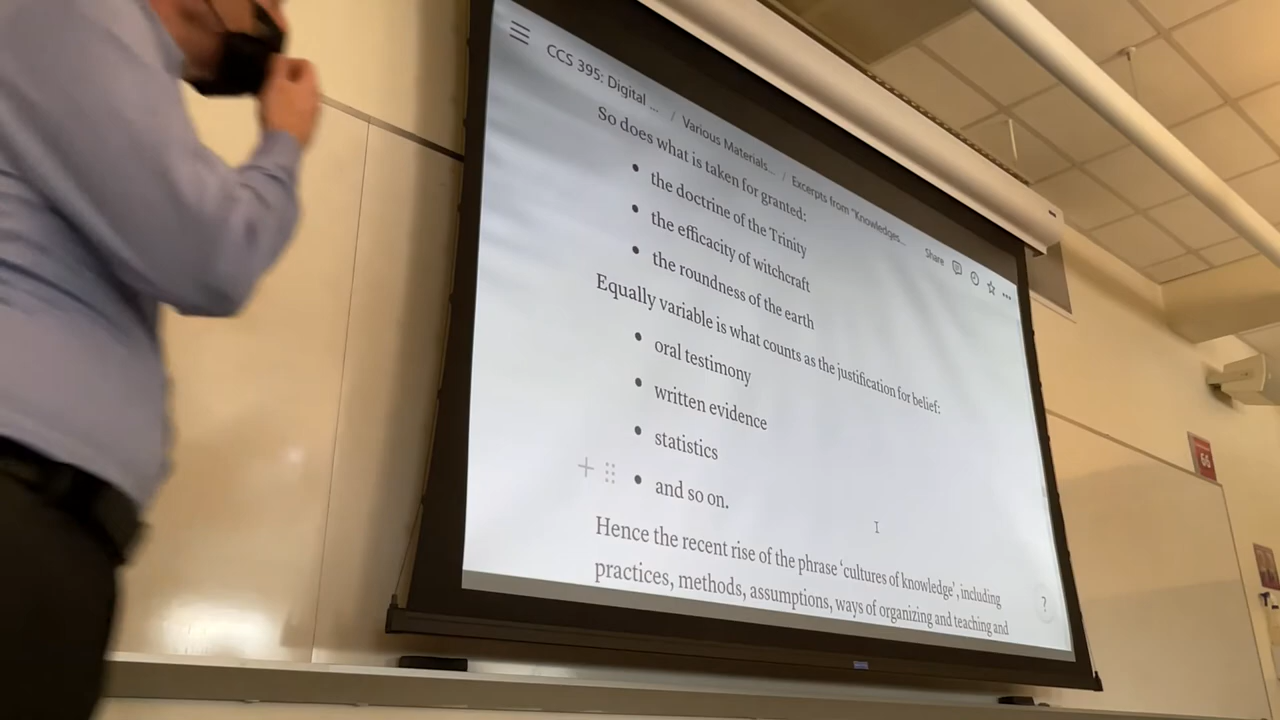 CCS 395: Digital ... / Various Materials... / Excerpts from "Knowledges...
Share
So does what is taken for granted:
• the doctrine of the Trinity
• the efficacy of witchcraft
• the roundness of the earth
Equally variable is what counts as the justification for belief:
• oral testimony
• written evidence
• statistics
• and so on.
Hence the recent rise of the phrase ‘cultures of knowledge’, including
practices, methods, assumptions, ways of organizing and teaching and
?